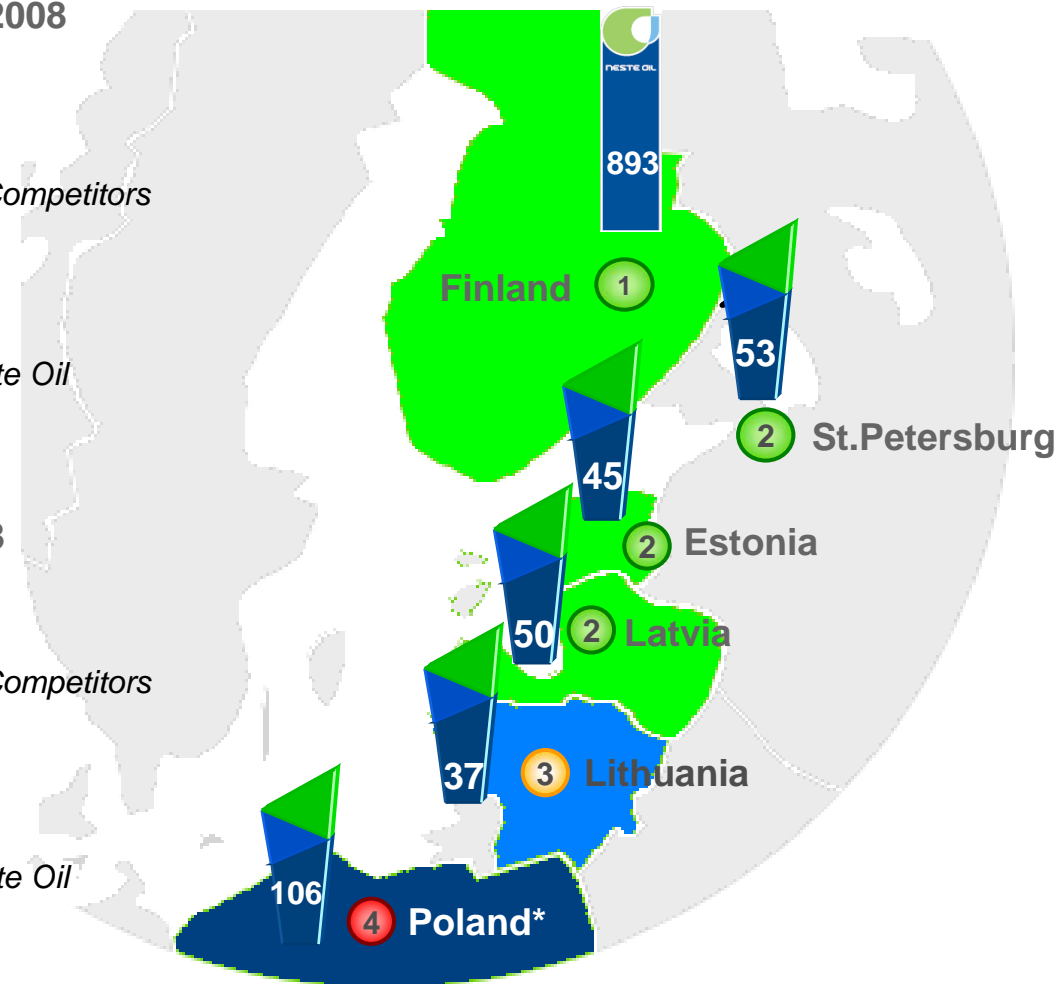 2008
NESTE OIL
893
Competitors
Finland
1
53
te Oil
2
St.Petersburg
45
3
2
Estonia
50
2
Latvia
Competitors
37
3
Lithuania
te Oil
106
4
Poland*